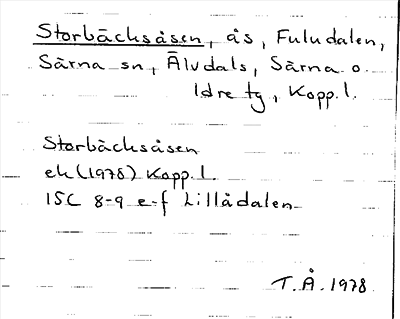 Storbäcksåsen, ås, Fuludalen,
Särna sn, Älvdals, Särna o.
Idre tg, Kopp.l.
Storbäcksåsen
ek (1978) Kopp.l.
15C 8-9 e-f Lillådalen
T.Å. 1978